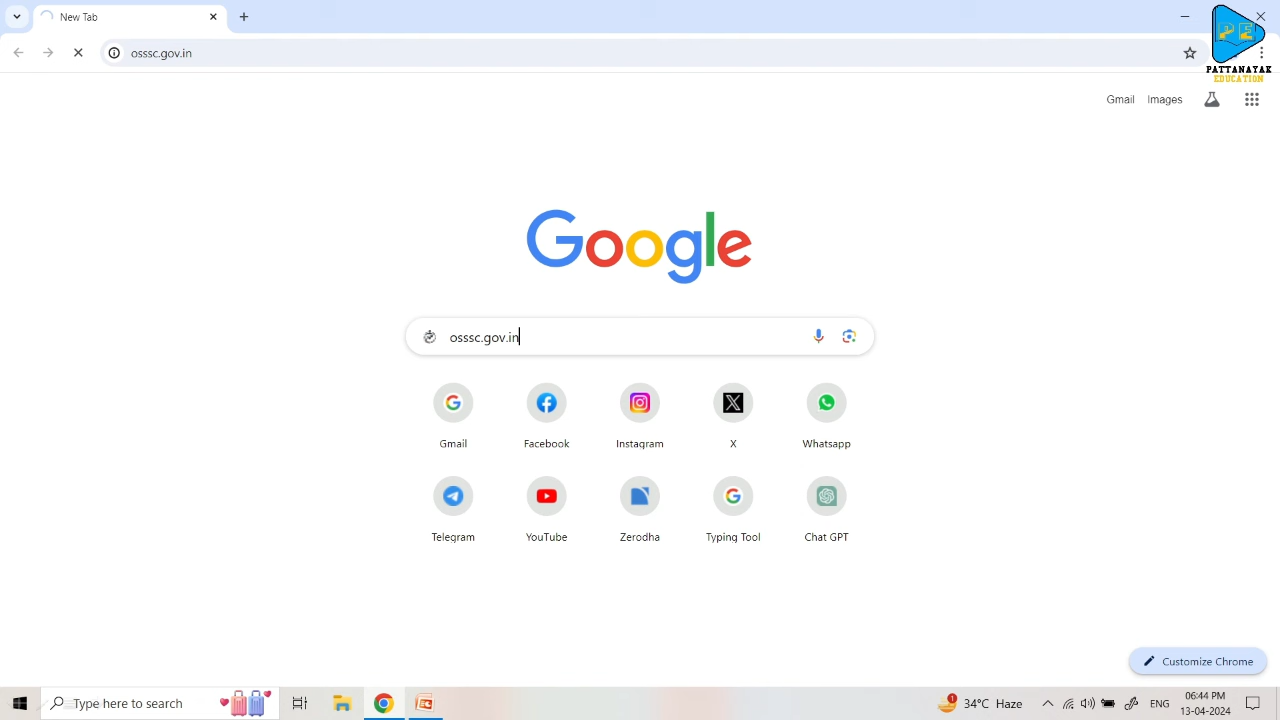 New Tab
osssc.gov.in
PE
PATTANAYAK
EDUCATION
Gmail Images
Google
osssc.gov.in
Gmail Facebook Instagram X Whatsapp
Telegram YouTube Zerodha Typing Tool Chat GPT
Customize Chrome
Type here to search
1 34°C Haze
ENG
06:44 PM
13-04-2024